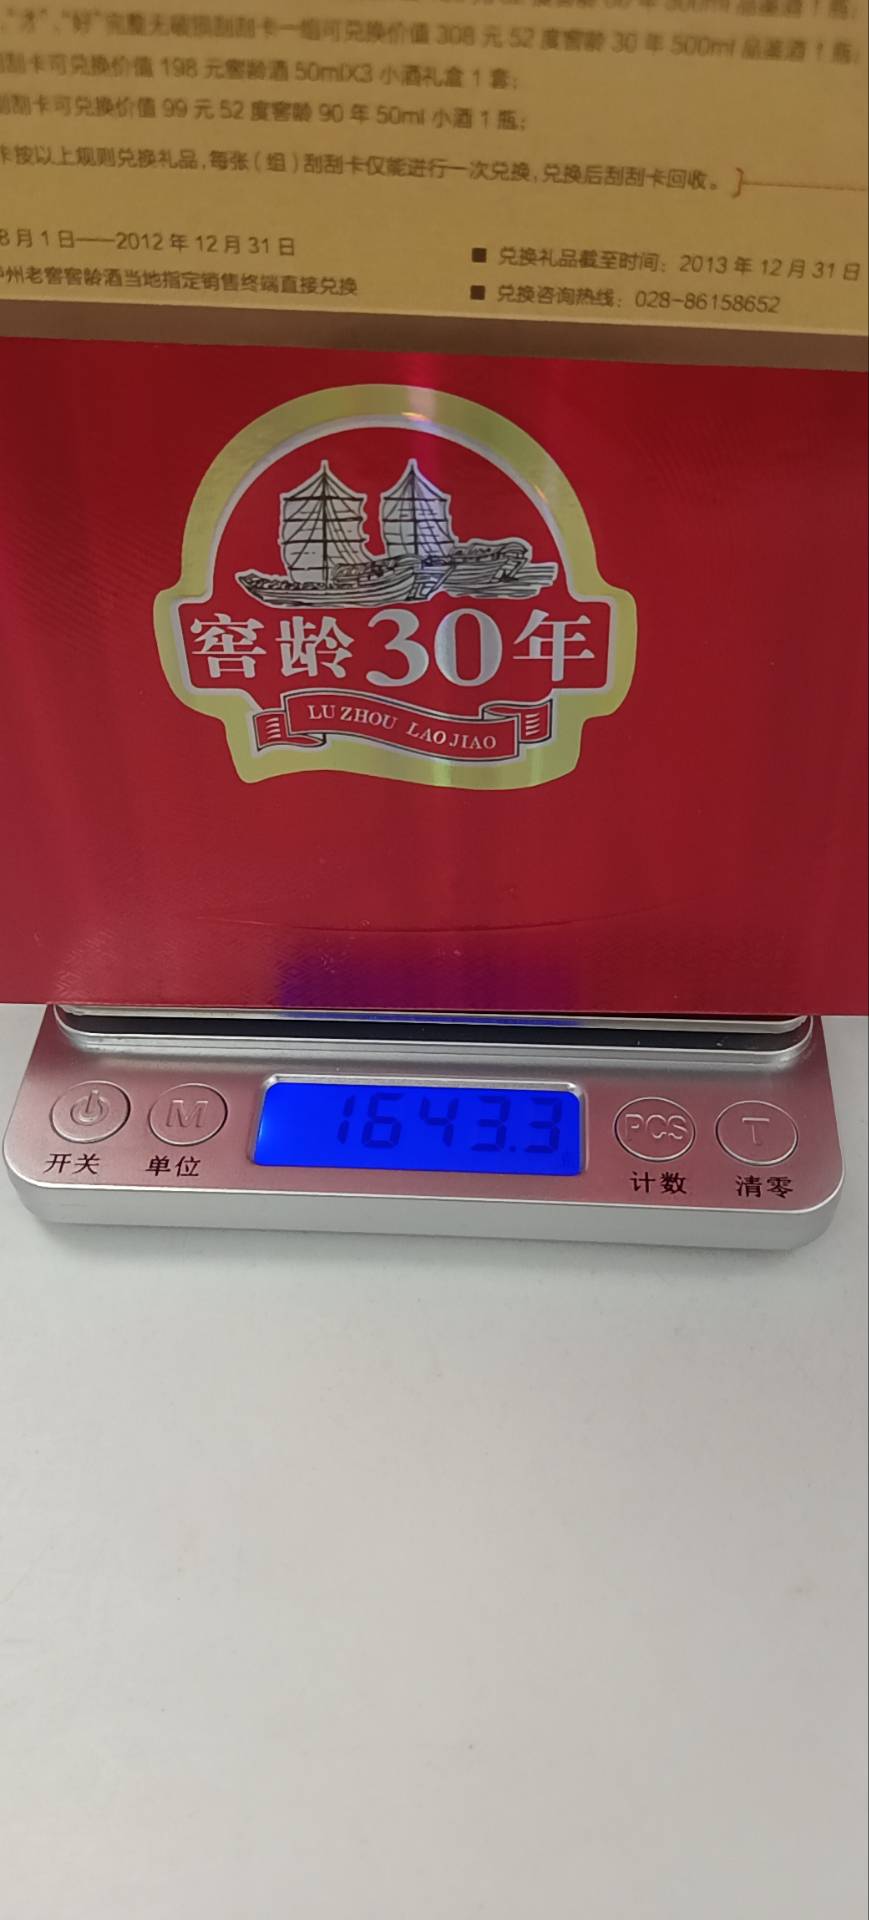 "才"、"好"完整无破损刮刮卡一组可兑换价值 308 元 52 度窖龄 30 年 500ml 品鉴酒 1 瓶;
刮卡可兑换价值 198 元窖龄酒 50mlX3 小酒礼盒 1 套;
刮刮卡可兑换价值 99 元 52 度窖龄 90 年 50ml 小酒 1 瓶;
卡按以上规则兑换礼品,每张(组)刮刮卡仅能进行一次兑换,兑换后刮刮卡回收。
8 月 1 日——2012 年 12 月 31 日
■ 兑换礼品截至时间: 2013 年 12 月 31 日
州老窖窖龄酒当地指定销售终端直接兑换
■ 兑换咨询热线: 028-86158652
窖龄30年
LU ZHOU LAO JIAO
1643.3
M
PCS
T
开关
单位
计数
清零